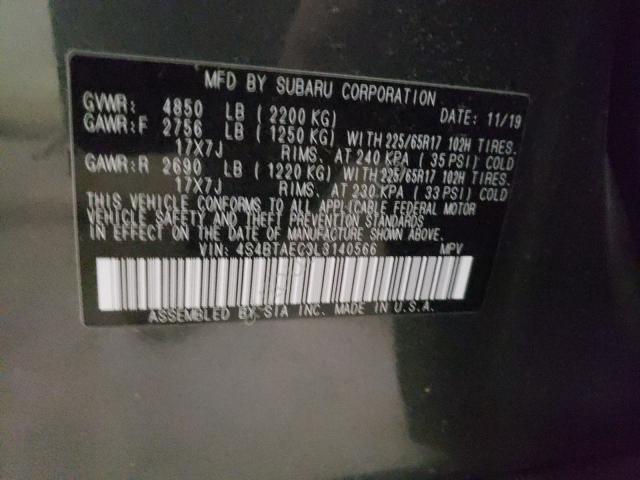 MFD BY SUBARU CORPORATION
GVWR: 4850 LB ( 2200 KG) DATE: 11/19
GAWR:F 2756 LB ( 1250 KG) WITH 225/65R17 102H TIRES.
17X7J RIMS. AT 240 KPA ( 35 PSI) COLD
GAWR:R 2690 LB ( 1220 KG) WITH 225/65R17 102H TIRES.
17X7J RIMS. AT 230 KPA ( 33 PSI) COLD
THIS VEHICLE CONFORMS TO ALL APPLICABLE FEDERAL MOTOR
VEHICLE SAFETY AND THEFT PREVENTION STANDARDS
IN EFFECT ON THE DATE OF MANUFACTURE SHOWN ABOVE.
VIN: 4S4BTAEC3L3140566 MPV
ASSEMBLED BY SIA INC. MADE IN U.S.A.